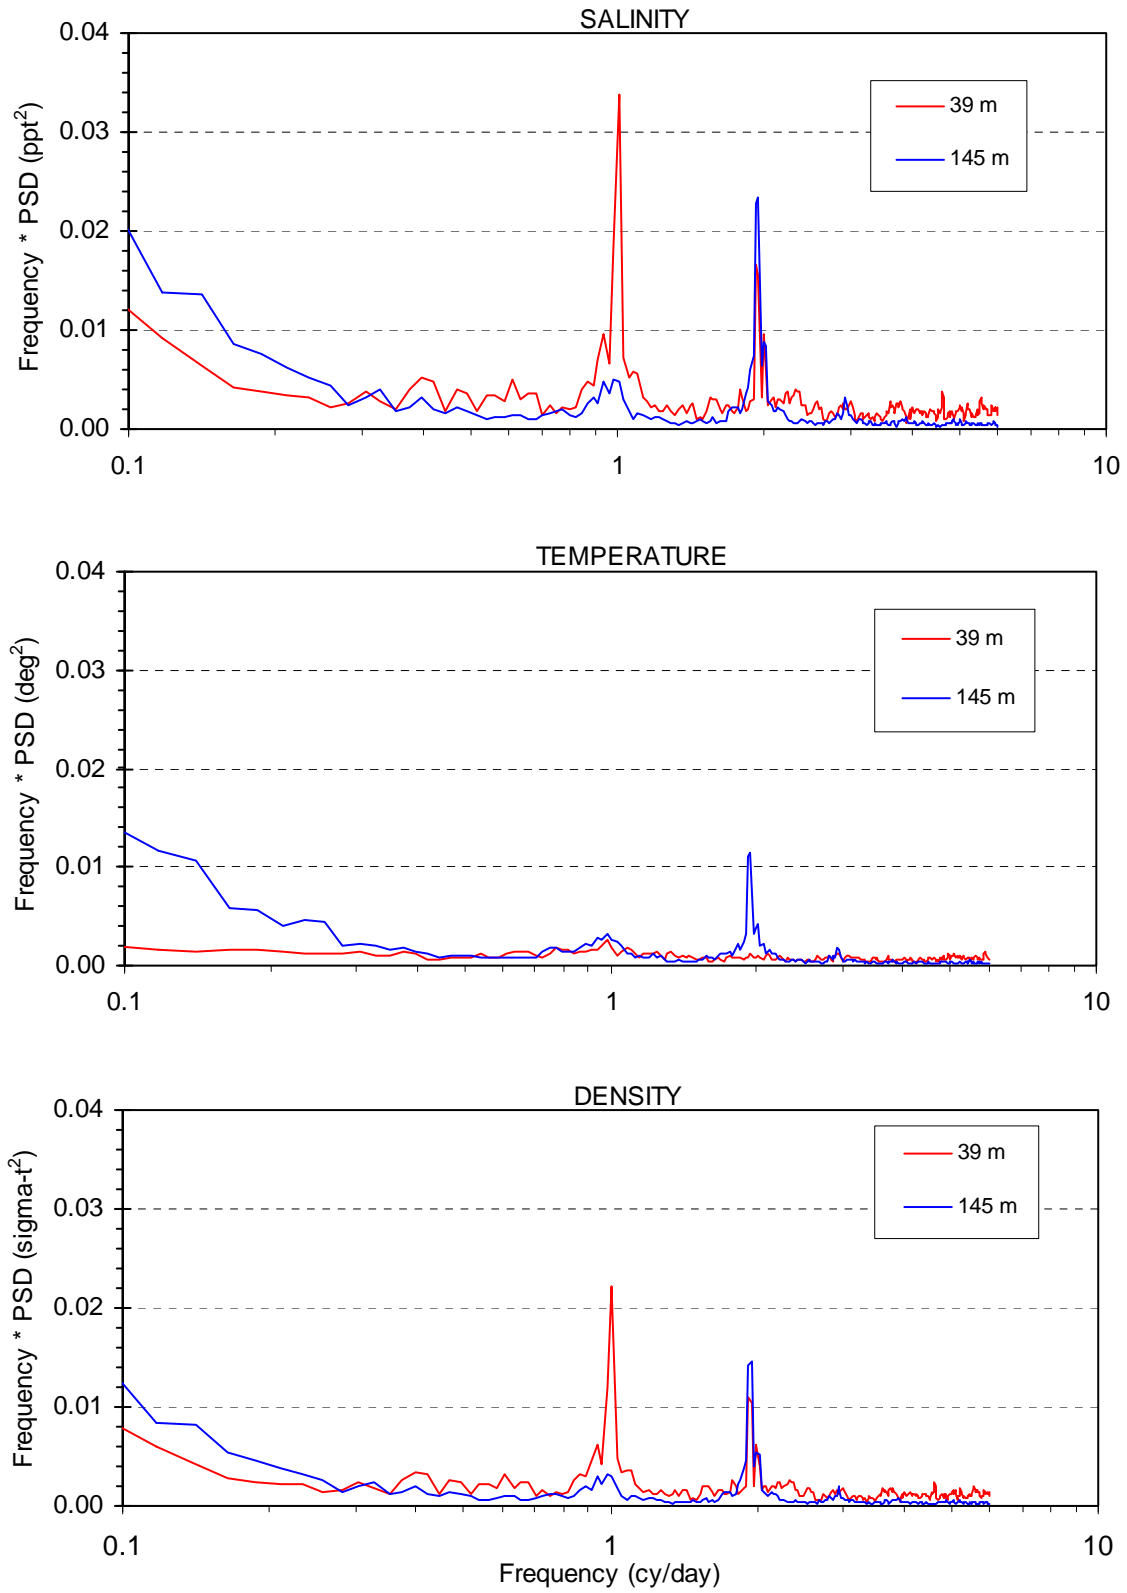 SALINITY
0.04
0.03
0.02
0.01
0.00
Frequency * PSD (ppt²)
39 m
145 m
0.1
1
10
TEMPERATURE
0.04
0.03
0.02
0.01
0.00
Frequency * PSD (deg²)
39 m
145 m
0.1
1
10
DENSITY
0.04
0.03
0.02
0.01
0.00
Frequency * PSD (sigma-t²)
39 m
145 m
0.1
1
10
Frequency (cy/day)